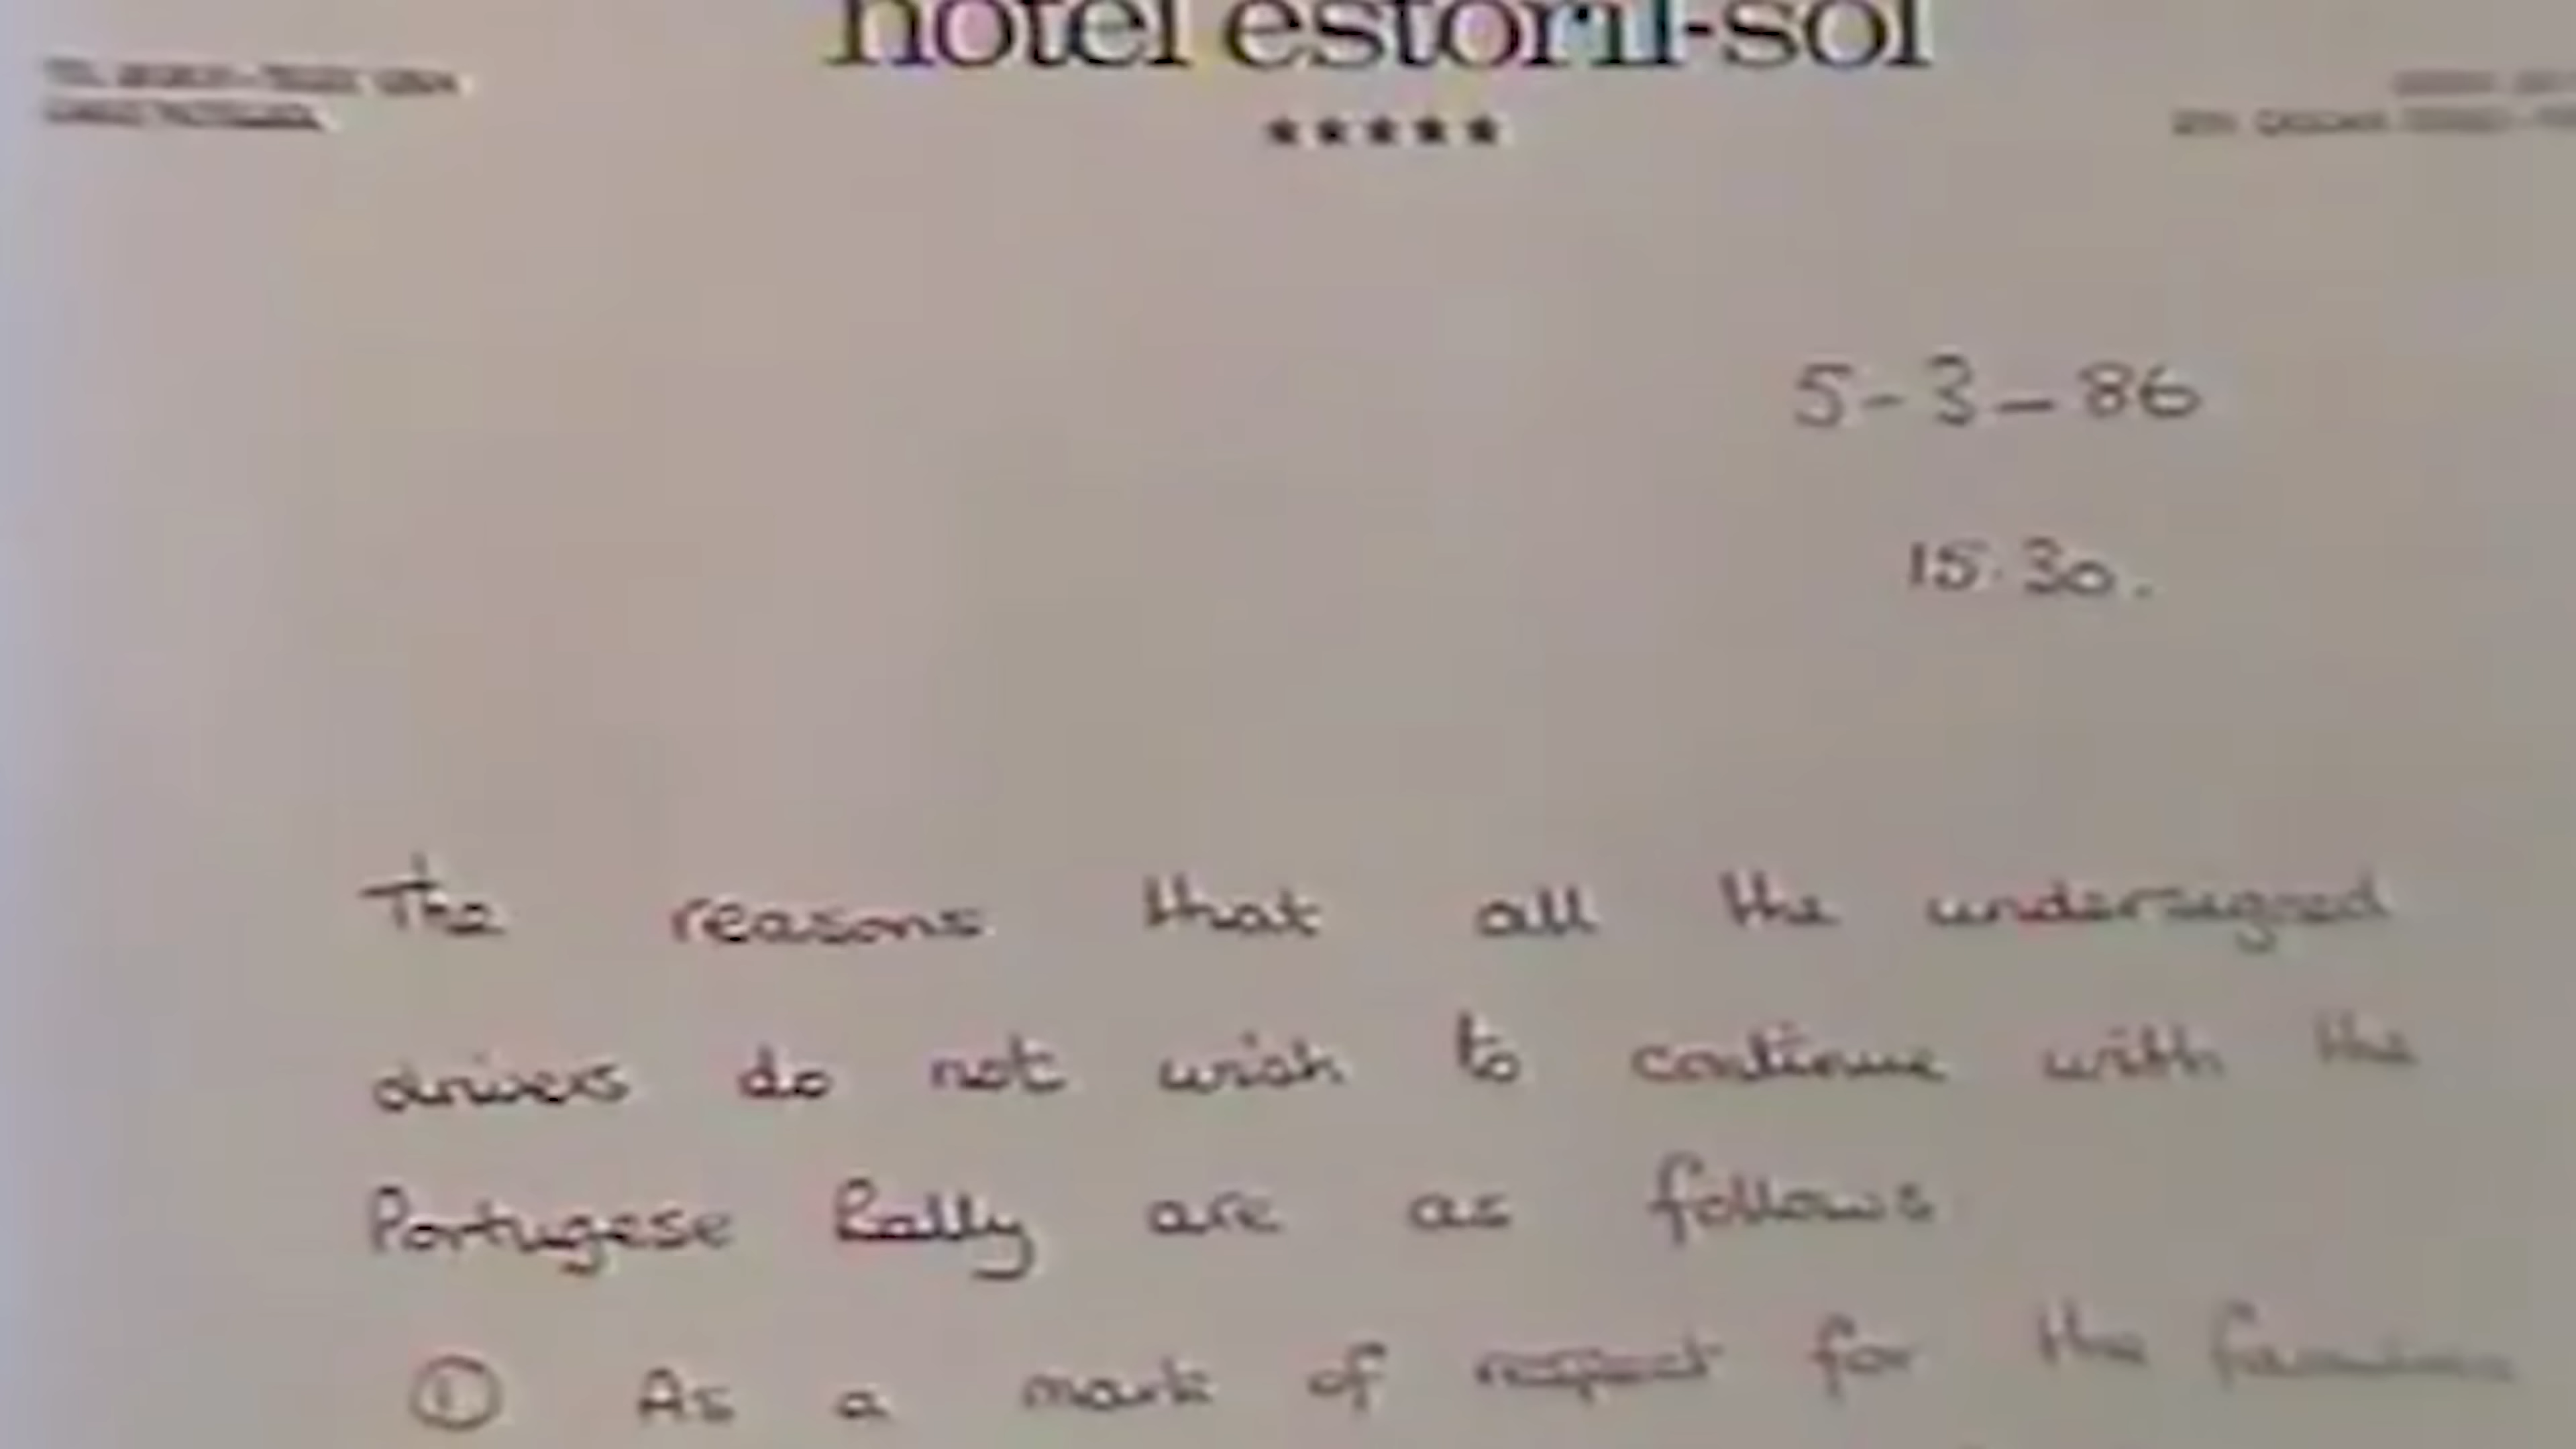 hotel estoril-sol
★★★★★
5-3-86
15.30.
The reasons that all the undersigned
drivers do not wish to continue with the
Portugese Rally are as follows
① As a mark of respect for the families